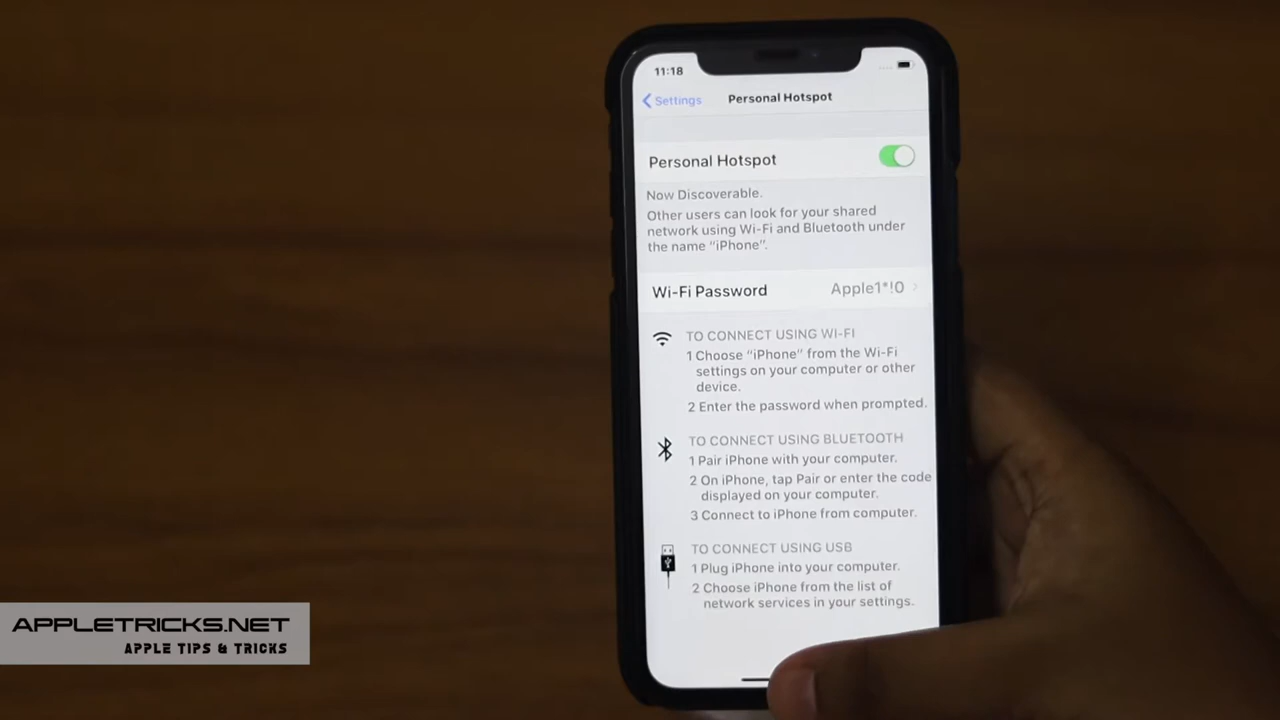 11:18
Settings
Personal Hotspot
Personal Hotspot
Now Discoverable.
Other users can look for your shared
network using Wi-Fi and Bluetooth under
the name “iPhone”.
Wi-Fi Password Apple1*!0
TO CONNECT USING WI-FI
1 Choose “iPhone” from the Wi-Fi
settings on your computer or other
device.
2 Enter the password when prompted.
TO CONNECT USING BLUETOOTH
1 Pair iPhone with your computer.
2 On iPhone, tap Pair or enter the code
displayed on your computer.
3 Connect to iPhone from computer.
TO CONNECT USING USB
1 Plug iPhone into your computer.
2 Choose iPhone from the list of
network services in your settings.
APPLETRICKS.NET
APPLE TIPS & TRICKS